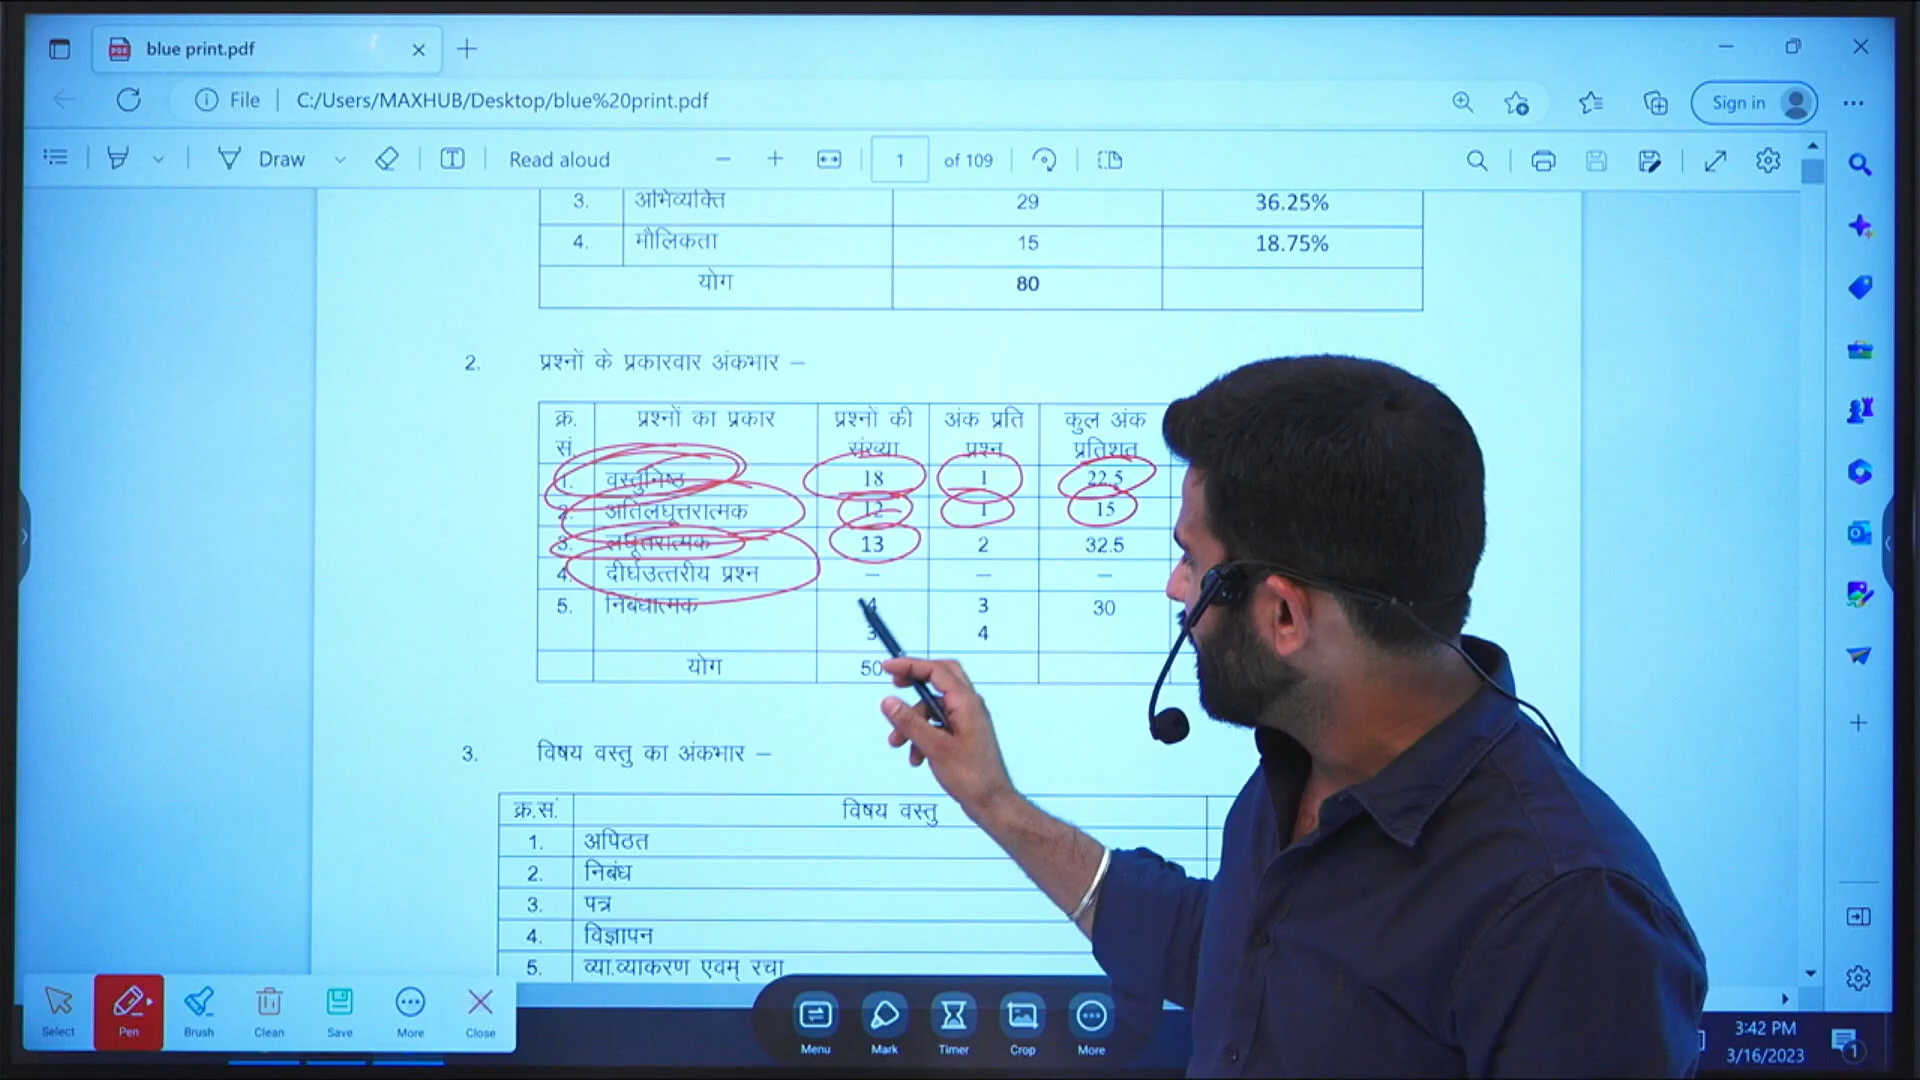 blue print.pdf
File C:/Users/MAXHUB/Desktop/blue%20print.pdf Sign in
Draw Read aloud 1 of 109
3. अभिव्यक्ति 29 36.25%
4. मौलिकता 15 18.75%
योग 80
2. प्रश्नों के प्रकारवार अंकभार –
क्र. सं. प्रश्नों का प्रकार प्रश्नों की संख्या अंक प्रति प्रश्न कुल अंक प्रतिशत
1. वस्तुनिष्ठ 18 1 22.5
2. अतिलघूत्तरात्मक 12 1 15
3. लघूत्तरात्मक 13 2 32.5
4. दीर्घउत्तरीय प्रश्न – – –
5. निबंधात्मक 4 3 30
3 4
योग 50
3. विषय वस्तु का अंकभार –
क्र.सं. विषय वस्तु
1. अपिठत
2. निबंध
3. पत्र
4. विज्ञापन
5. व्या.व्याकरण एवम् रचा
Select Pen Brush Clean Save More Close
Menu Mark Timer Crop More
3:42 PM
3/16/2023
1